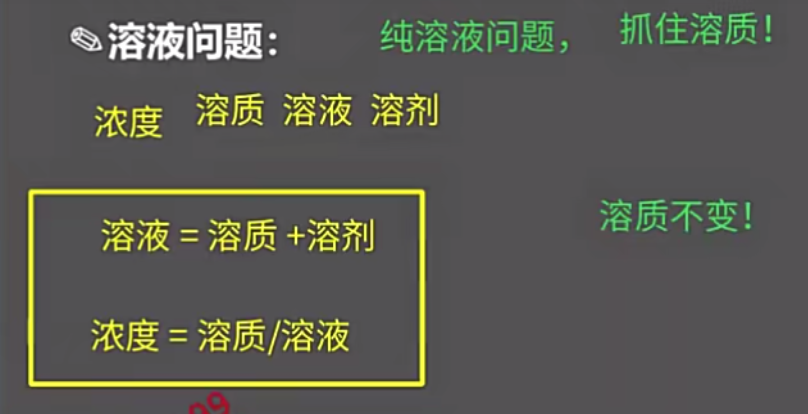 ✎溶液问题：
纯溶液问题， 抓住溶质！
浓度 溶质 溶液 溶剂
溶液 = 溶质 +溶剂
溶质不变！
浓度 = 溶质/溶液